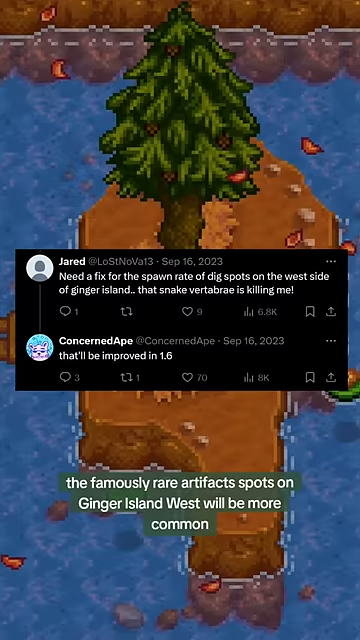 Jared @LoStNoVa13 · Sep 16, 2023
Need a fix for the spawn rate of dig spots on the west side
of ginger island.. that snake vertabrae is killing me!
1 9 6.8K
ConcernedApe @ConcernedApe · Sep 16, 2023
that'll be improved in 1.6
3 1 70 8K
the famously rare artifacts spots on
Ginger Island West will be more
common